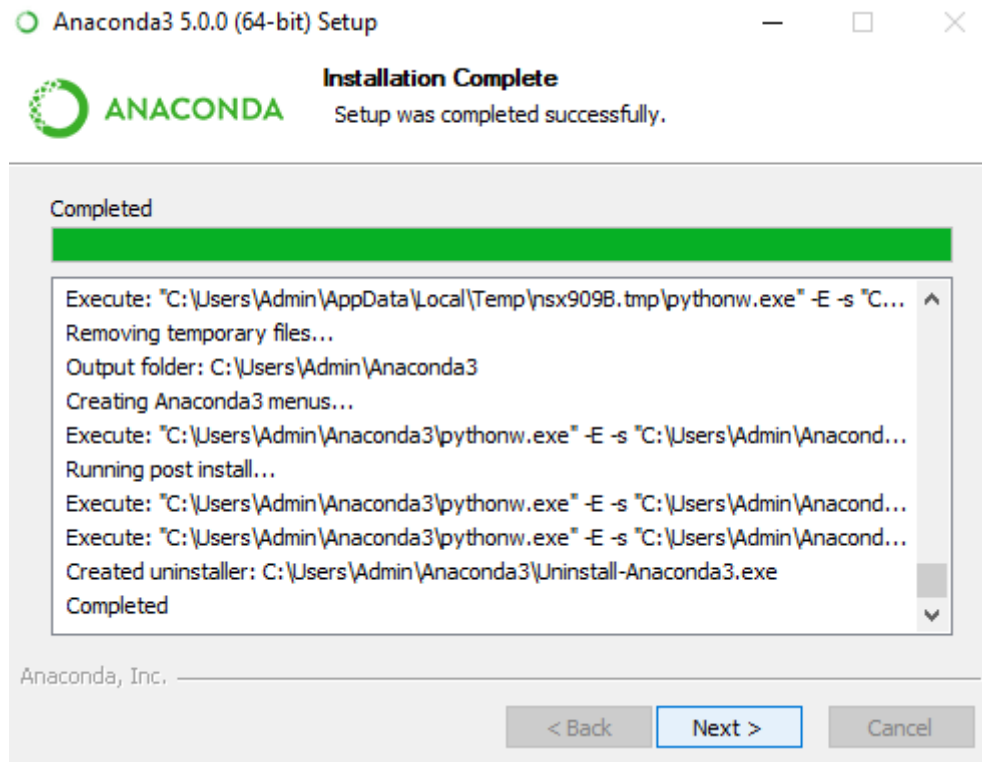 Anaconda3 5.0.0 (64-bit) Setup
ANACONDA
Installation Complete
Setup was completed successfully.
Completed
Execute: "C:\Users\Admin\AppData\Local\Temp\nsx909B.tmp\pythonw.exe" -E -s "C...
Removing temporary files...
Output folder: C:\Users\Admin\Anaconda3
Creating Anaconda3 menus...
Execute: "C:\Users\Admin\Anaconda3\pythonw.exe" -E -s "C:\Users\Admin\Anacond...
Running post install...
Execute: "C:\Users\Admin\Anaconda3\pythonw.exe" -E -s "C:\Users\Admin\Anacond...
Execute: "C:\Users\Admin\Anaconda3\pythonw.exe" -E -s "C:\Users\Admin\Anacond...
Created uninstaller: C:\Users\Admin\Anaconda3\Uninstall-Anaconda3.exe
Completed
Anaconda, Inc.
< Back Next > Cancel